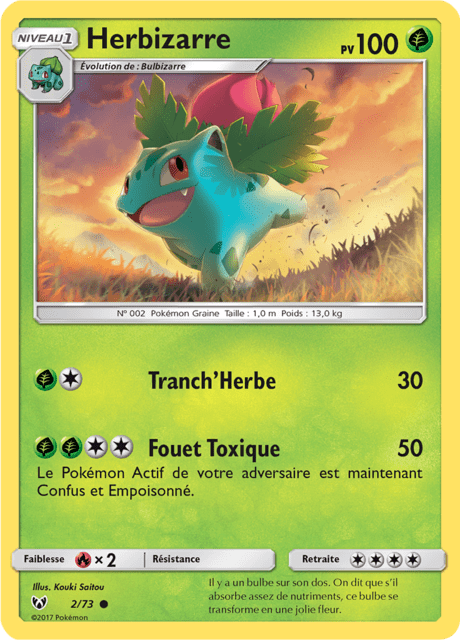 NIVEAU 1
Herbizarre
PV 100
Évolution de : Bulbizarre
N° 002 Pokémon Graine Taille : 1,0 m Poids : 13,0 kg
Tranch'Herbe 30
Fouet Toxique 50
Le Pokémon Actif de votre adversaire est maintenant
Confus et Empoisonné.
Faiblesse × 2 Résistance Retraite
Illus. Kouki Saitou
2/73
©2017 Pokémon
Il y a un bulbe sur son dos. On dit que s'il
absorbe assez de nutriments, ce bulbe se
transforme en une jolie fleur.